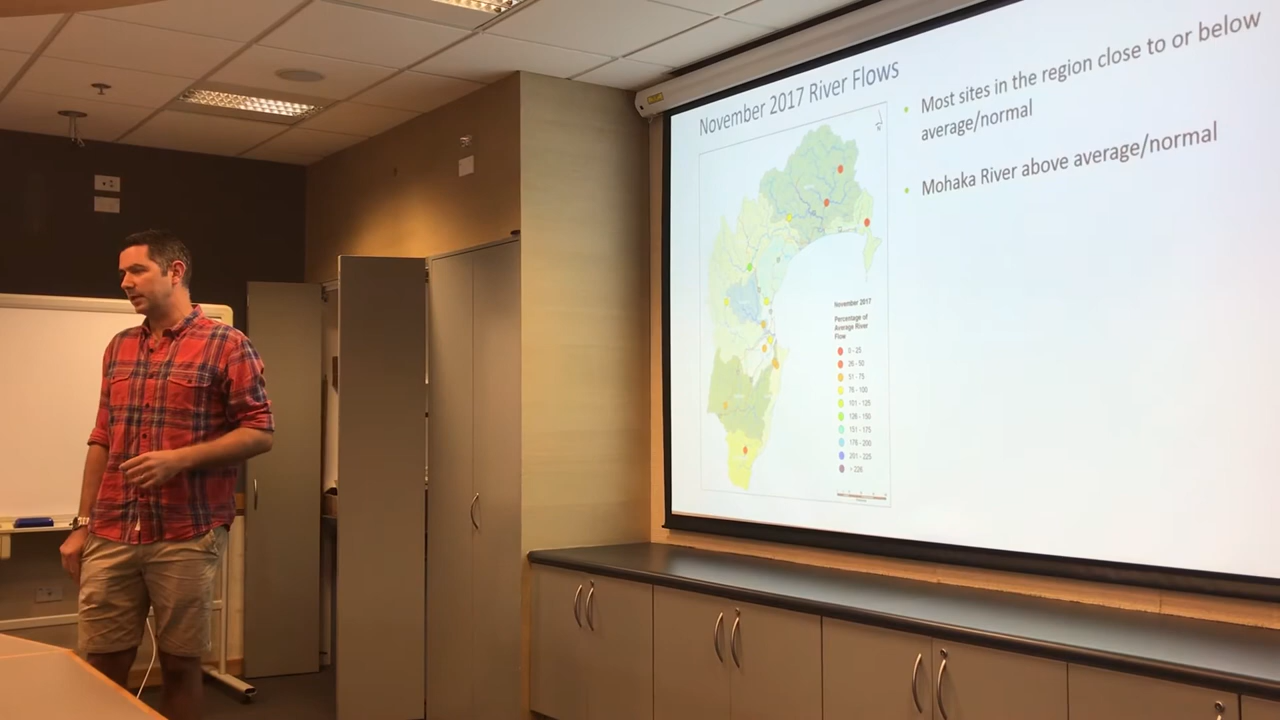 November 2017 River Flows
Most sites in the region close to or below
average/normal
Mohaka River above average/normal
N
November 2017
Percentage of
Average River
Flow
0 - 25
26 - 50
51 - 75
76 - 100
101 - 125
126 - 150
151 - 175
176 - 200
201 - 225
> 226